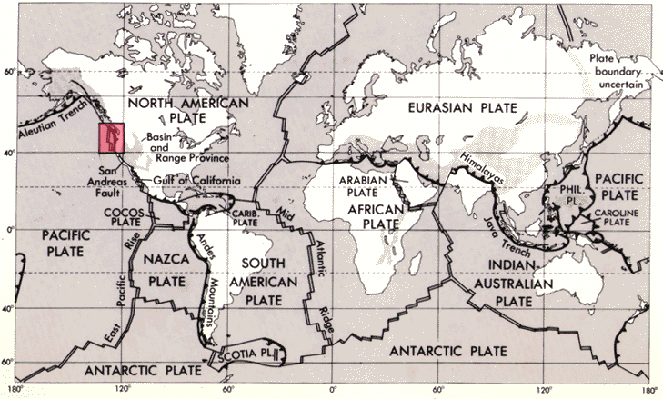 Plate
boundary
uncertain
50°
NORTH AMERICAN
PLATE
EURASIAN PLATE
Aleutian Trench
Basin
and
Range Province
40°
San
Andreas
Fault
Gulf of California
Himalayas
ARABIAN
PLATE
AFRICAN
PLATE
PHIL.
PL.
PACIFIC
PLATE
CAROLINE
PLATE
COCOS
PLATE
CARIB.
PLATE
Mid
Atlantic
Ridge
Java Trench
0°
PACIFIC
PLATE
NAZCA
PLATE
Andes
Mountains
SOUTH
AMERICAN
PLATE
INDIAN
AUSTRALIAN
PLATE
East
Pacific
Rise
40°
SCOTIA PL.
ANTARCTIC PLATE
60°
ANTARCTIC PLATE
180° 120° 60° 0° 60° 120° 180°